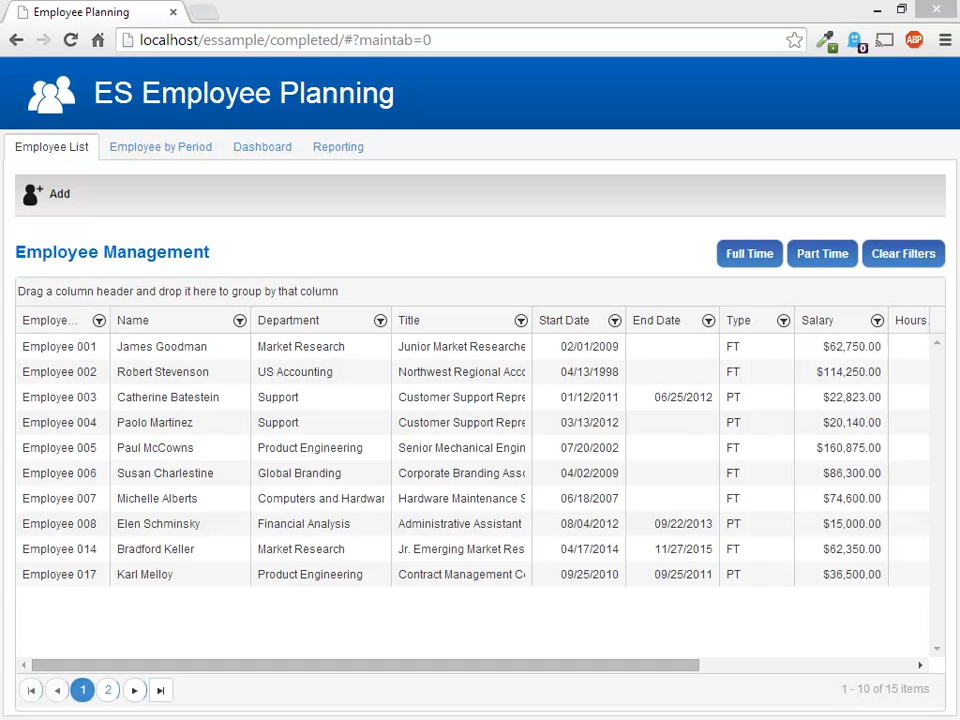 Employee Planning
localhost/essample/completed/#?maintab=0
0
ABP
ES Employee Planning
Employee List Employee by Period Dashboard Reporting
Add
Employee Management Full Time Part Time Clear Filters
Drag a column header and drop it here to group by that column
Employe... Name Department Title Start Date End Date Type Salary Hours
Employee 001 James Goodman Market Research Junior Market Researche 02/01/2009 FT $62,750.00
Employee 002 Robert Stevenson US Accounting Northwest Regional Acco 04/13/1998 FT $114,250.00
Employee 003 Catherine Batestein Support Customer Support Repre 01/12/2011 06/25/2012 PT $22,823.00
Employee 004 Paolo Martinez Support Customer Support Repre 03/13/2012 PT $20,140.00
Employee 005 Paul McCowns Product Engineering Senior Mechanical Engin 07/20/2002 FT $160,875.00
Employee 006 Susan Charlestine Global Branding Corporate Branding Asso 04/02/2009 FT $86,300.00
Employee 007 Michelle Alberts Computers and Hardwar Hardware Maintenance S 06/18/2007 FT $74,600.00
Employee 008 Elen Schminsky Financial Analysis Administrative Assistant 08/04/2012 09/22/2013 PT $15,000.00
Employee 014 Bradford Keller Market Research Jr. Emerging Market Res 04/17/2014 11/27/2015 FT $62,350.00
Employee 017 Karl Melloy Product Engineering Contract Management Co 09/25/2010 09/25/2011 PT $36,500.00
1 2 1 - 10 of 15 items